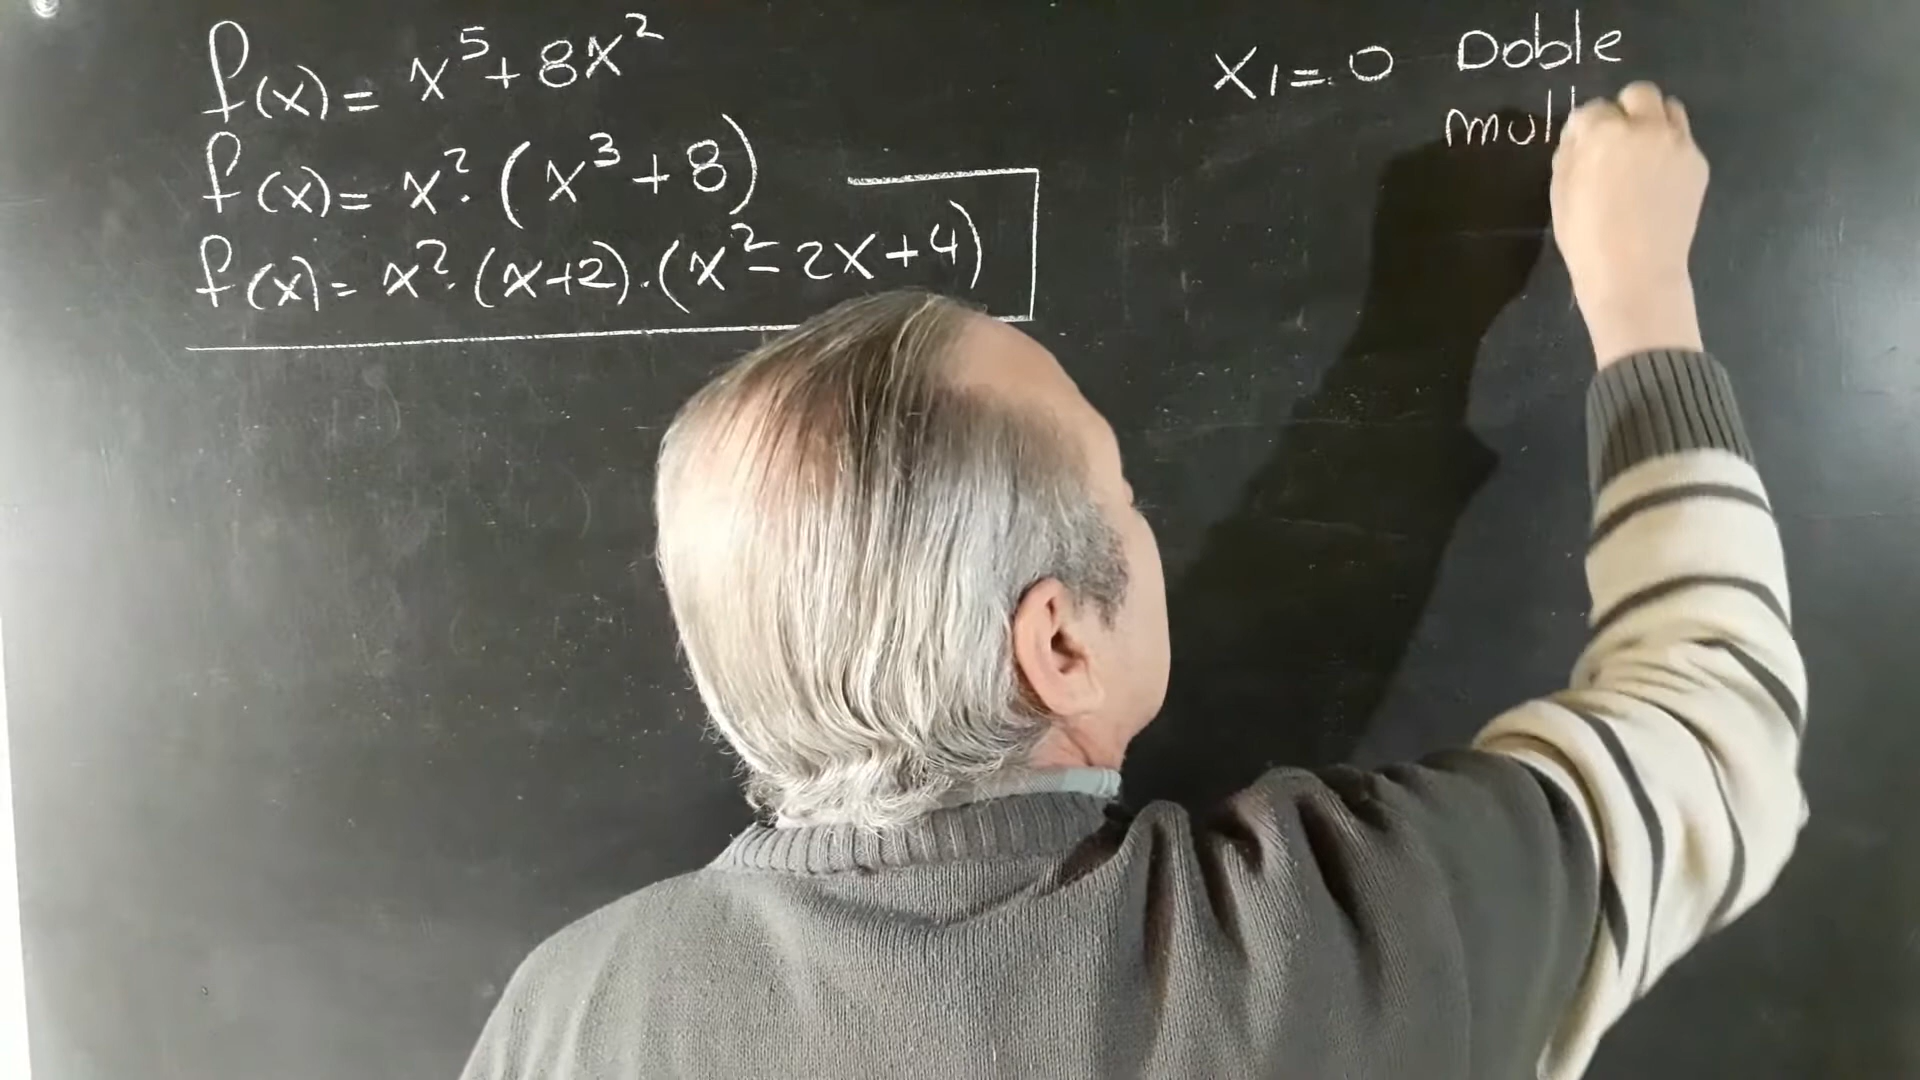 f(x) = x⁵ + 8x²
f(x) = x² · (x³ + 8)
f(x) = x² · (x+2) · (x² - 2x + 4)
x₁ = 0 Doble